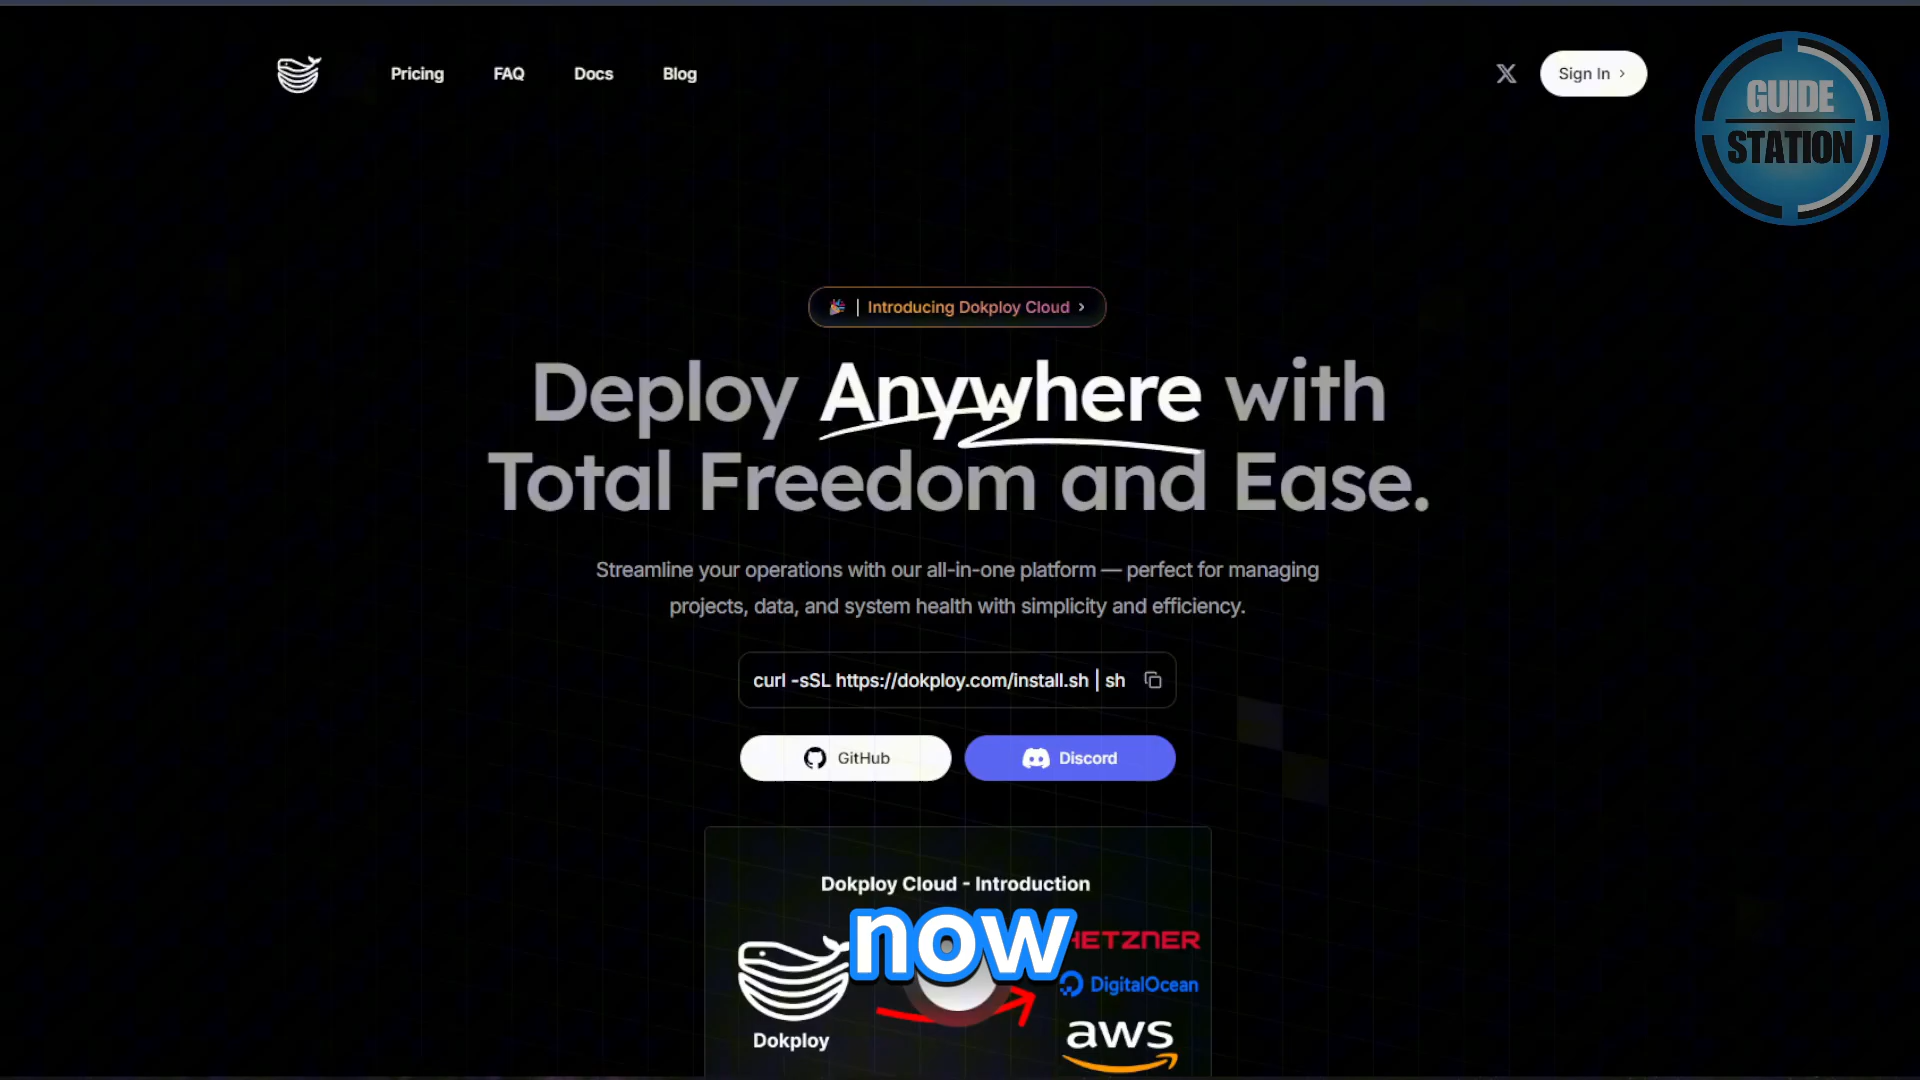 Pricing FAQ Docs Blog
Sign In
GUIDE
STATION
Introducing Dokploy Cloud
Deploy Anywhere with
Total Freedom and Ease.
Streamline your operations with our all-in-one platform — perfect for managing
projects, data, and system health with simplicity and efficiency.
curl -sSL https://dokploy.com/install.sh | sh
GitHub
Discord
Dokploy Cloud - Introduction
now
HETZNER
DigitalOcean
aws
Dokploy